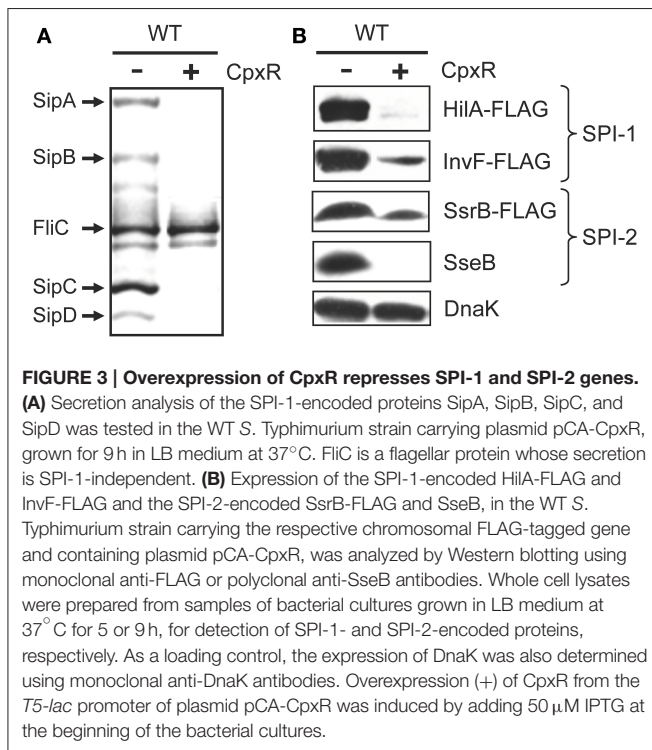 A
WT
- + CpxR
SipA
SipB
FliC
SipC
SipD
B
WT
- + CpxR
HilA-FLAG
InvF-FLAG
SPI-1
SsrB-FLAG
SseB
SPI-2
DnaK
FIGURE 3 | Overexpression of CpxR represses SPI-1 and SPI-2 genes.
(A) Secretion analysis of the SPI-1-encoded proteins SipA, SipB, SipC, and
SipD was tested in the WT S. Typhimurium strain carrying plasmid pCA-CpxR,
grown for 9 h in LB medium at 37°C. FliC is a flagellar protein whose secretion
is SPI-1-independent. (B) Expression of the SPI-1-encoded HilA-FLAG and
InvF-FLAG and the SPI-2-encoded SsrB-FLAG and SseB, in the WT S.
Typhimurium strain carrying the respective chromosomal FLAG-tagged gene
and containing plasmid pCA-CpxR, was analyzed by Western blotting using
monoclonal anti-FLAG or polyclonal anti-SseB antibodies. Whole cell lysates
were prepared from samples of bacterial cultures grown in LB medium at
37°C for 5 or 9 h, for detection of SPI-1- and SPI-2-encoded proteins,
respectively. As a loading control, the expression of DnaK was also determined
using monoclonal anti-DnaK antibodies. Overexpression (+) of CpxR from the
T5-lac promoter of plasmid pCA-CpxR was induced by adding 50 μM IPTG at
the beginning of the bacterial cultures.